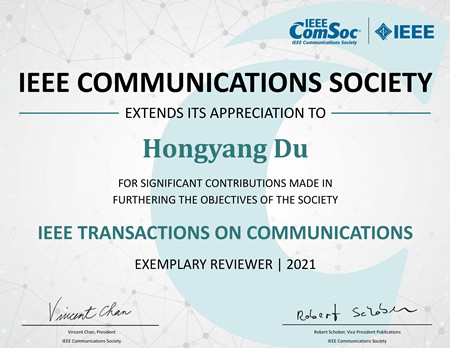 IEEE
ComSoc®
IEEE Communications Society
IEEE
IEEE COMMUNICATIONS SOCIETY
EXTENDS ITS APPRECIATION TO
Hongyang Du
FOR SIGNIFICANT CONTRIBUTIONS MADE IN
FURTHERING THE OBJECTIVES OF THE SOCIETY
IEEE TRANSACTIONS ON COMMUNICATIONS
EXEMPLARY REVIEWER | 2021
Vincent Chan
Robert Schober
Vincent Chan, President
Robert Schober, Vice President Publications
IEEE Communications Society
IEEE Communications Society